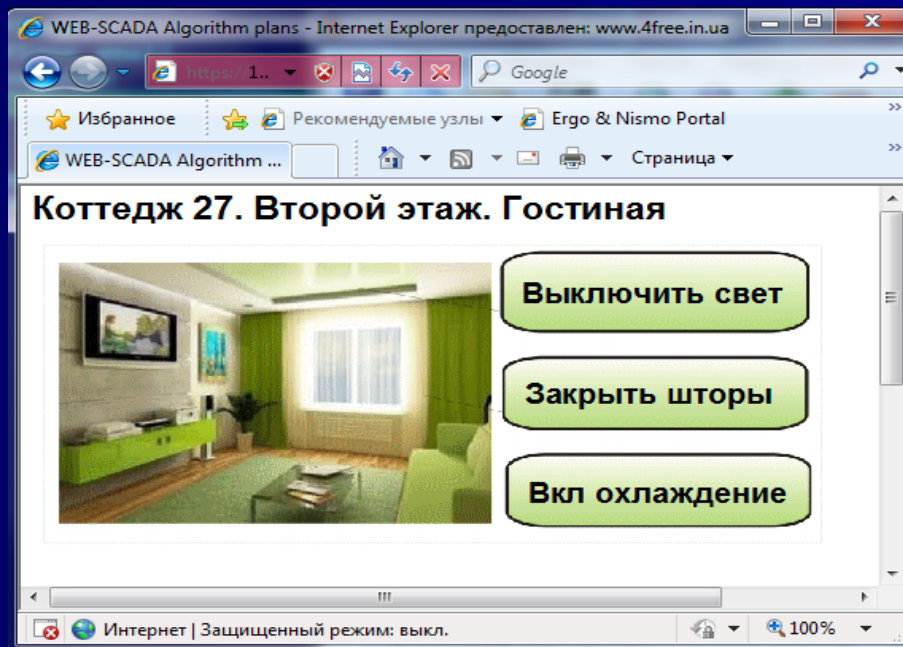 WEB-SCADA Algorithm plans - Internet Explorer предоставлен: www.4free.in.ua
https://1.. Google
Избранное Рекомендуемые узлы Ergo & Nismo Portal
WEB-SCADA Algorithm ... Страница
Коттедж 27. Второй этаж. Гостиная
Выключить свет
Закрыть шторы
Вкл охлаждение
Интернет | Защищенный режим: выкл. 100%